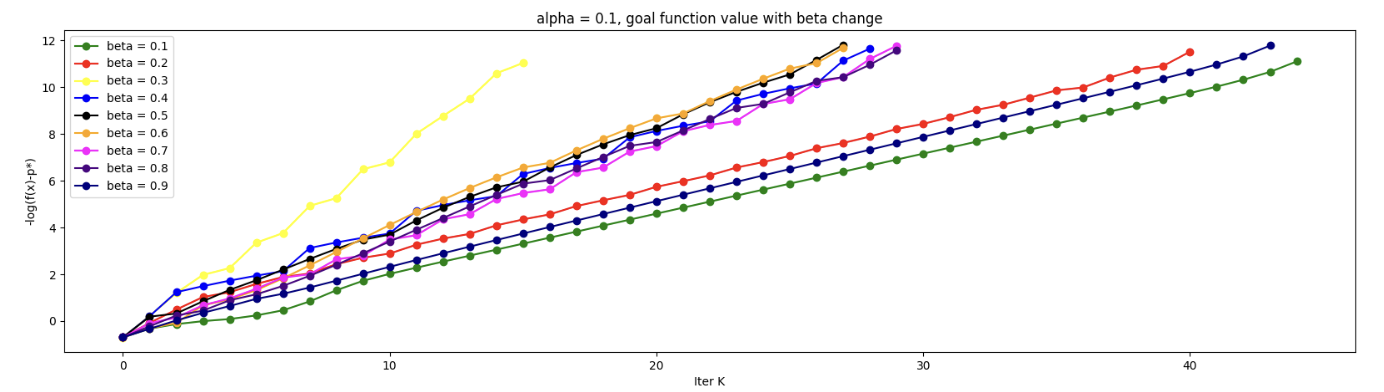 alpha = 0.1, goal function value with beta change
12
10
8
6
4
2
0
-log(f(x)-p*)
beta = 0.1
beta = 0.2
beta = 0.3
beta = 0.4
beta = 0.5
beta = 0.6
beta = 0.7
beta = 0.8
beta = 0.9
0 10 20 30 40
Iter K